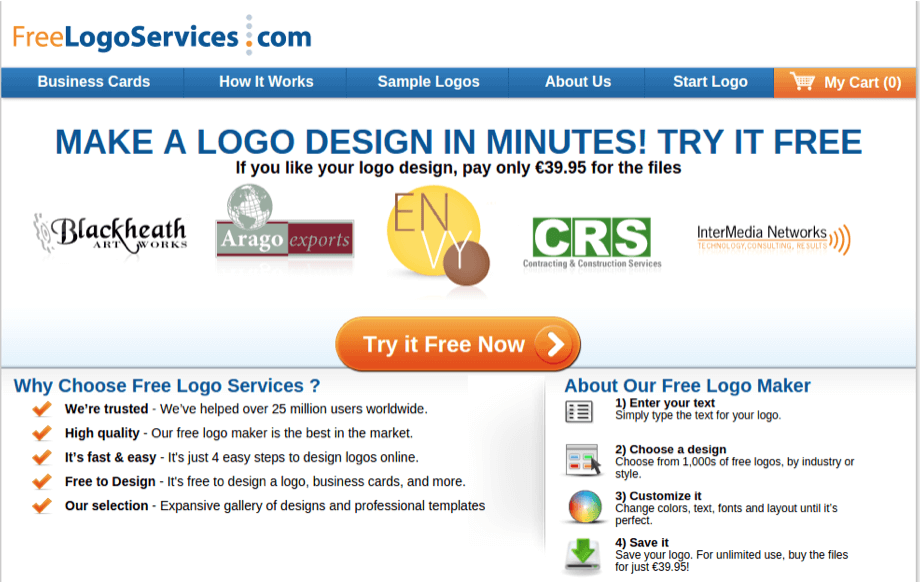 FreeLogoServices.com
Business Cards How It Works Sample Logos About Us Start Logo My Cart (0)
MAKE A LOGO DESIGN IN MINUTES! TRY IT FREE
If you like your logo design, pay only €39.95 for the files
Blackheath
ART WORKS
Arago exports
EN
VY
CRS
Contracting & Construction Services
InterMedia Networks
TECHNOLOGY, CONSULTING, RESULTS
Try it Free Now
Why Choose Free Logo Services ?
We're trusted - We've helped over 25 million users worldwide.
High quality - Our free logo maker is the best in the market.
It's fast & easy - It's just 4 easy steps to design logos online.
Free to Design - It's free to design a logo, business cards, and more.
Our selection - Expansive gallery of designs and professional templates
About Our Free Logo Maker
1) Enter your text
Simply type the text for your logo.
2) Choose a design
Choose from 1,000s of free logos, by industry or
style.
3) Customize it
Change colors, text, fonts and layout until it's
perfect.
4) Save it
Save your logo. For unlimited use, buy the files
for just €39.95!